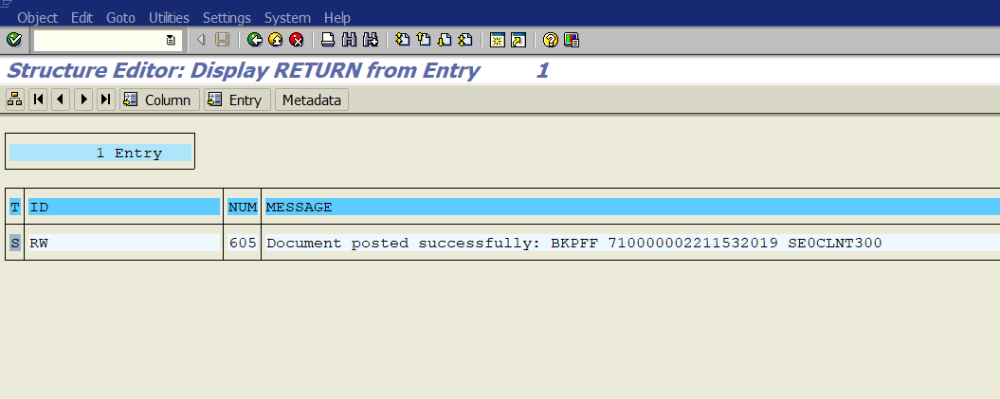 Object Edit Goto Utilities Settings System Help
Structure Editor: Display RETURN from Entry 1
Column Entry Metadata
1 Entry
T ID NUM MESSAGE
S RW 605 Document posted successfully: BKPFF 710000002211532019 SE0CLNT300